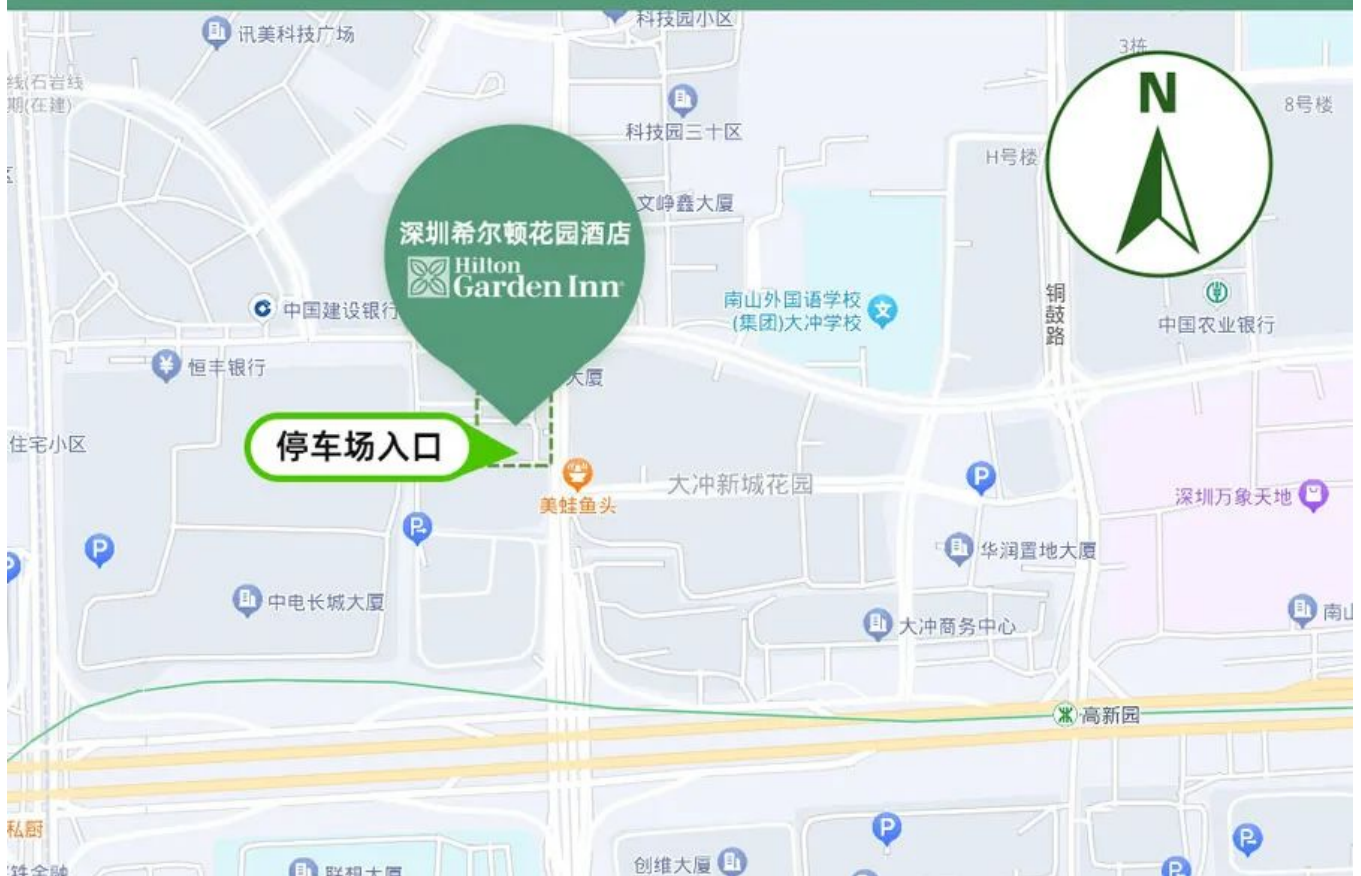 科技园小区
讯美科技广场
3栋
线(石岩线
期(在建)
N
8号楼
科技园三十区
H号楼
文峥鑫大厦
深圳希尔顿花园酒店
Hilton
Garden Inn
南山外国语学校
(集团)大冲学校
铜鼓路
中国建设银行
中国农业银行
恒丰银行
大厦
住宅小区
停车场入口
P
美蛙鱼头
大冲新城花园
深圳万象天地
P
P
华润置地大厦
P
中电长城大厦
大冲商务中心
南山
高新园
私厨
P
P
创维大厦
P
联想大厦